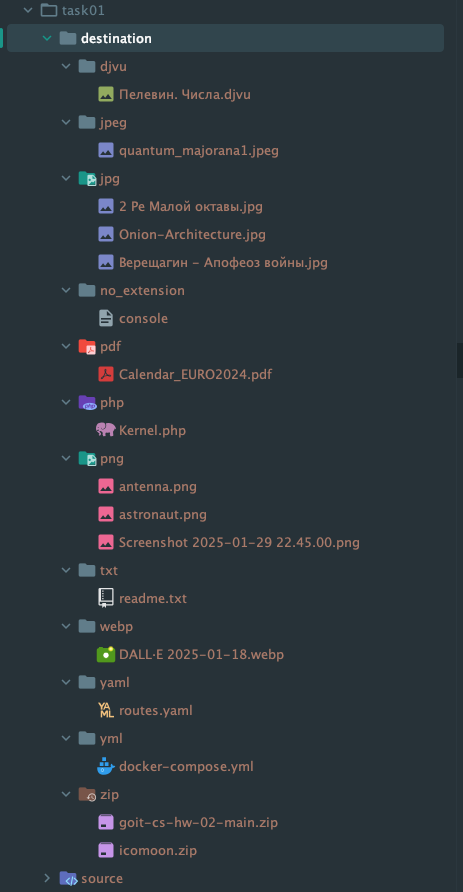 task01
destination
djvu
Пелевин. Числа.djvu
jpeg
quantum_majorana1.jpeg
jpg
2 Ре Малой октавы.jpg
Onion-Architecture.jpg
Верещагин - Апофеоз войны.jpg
no_extension
console
pdf
Calendar_EURO2024.pdf
php
Kernel.php
png
antenna.png
astronaut.png
Screenshot 2025-01-29 22.45.00.png
txt
readme.txt
webp
DALL·E 2025-01-18.webp
yaml
routes.yaml
yml
docker-compose.yml
zip
goit-cs-hw-02-main.zip
icomoon.zip
source